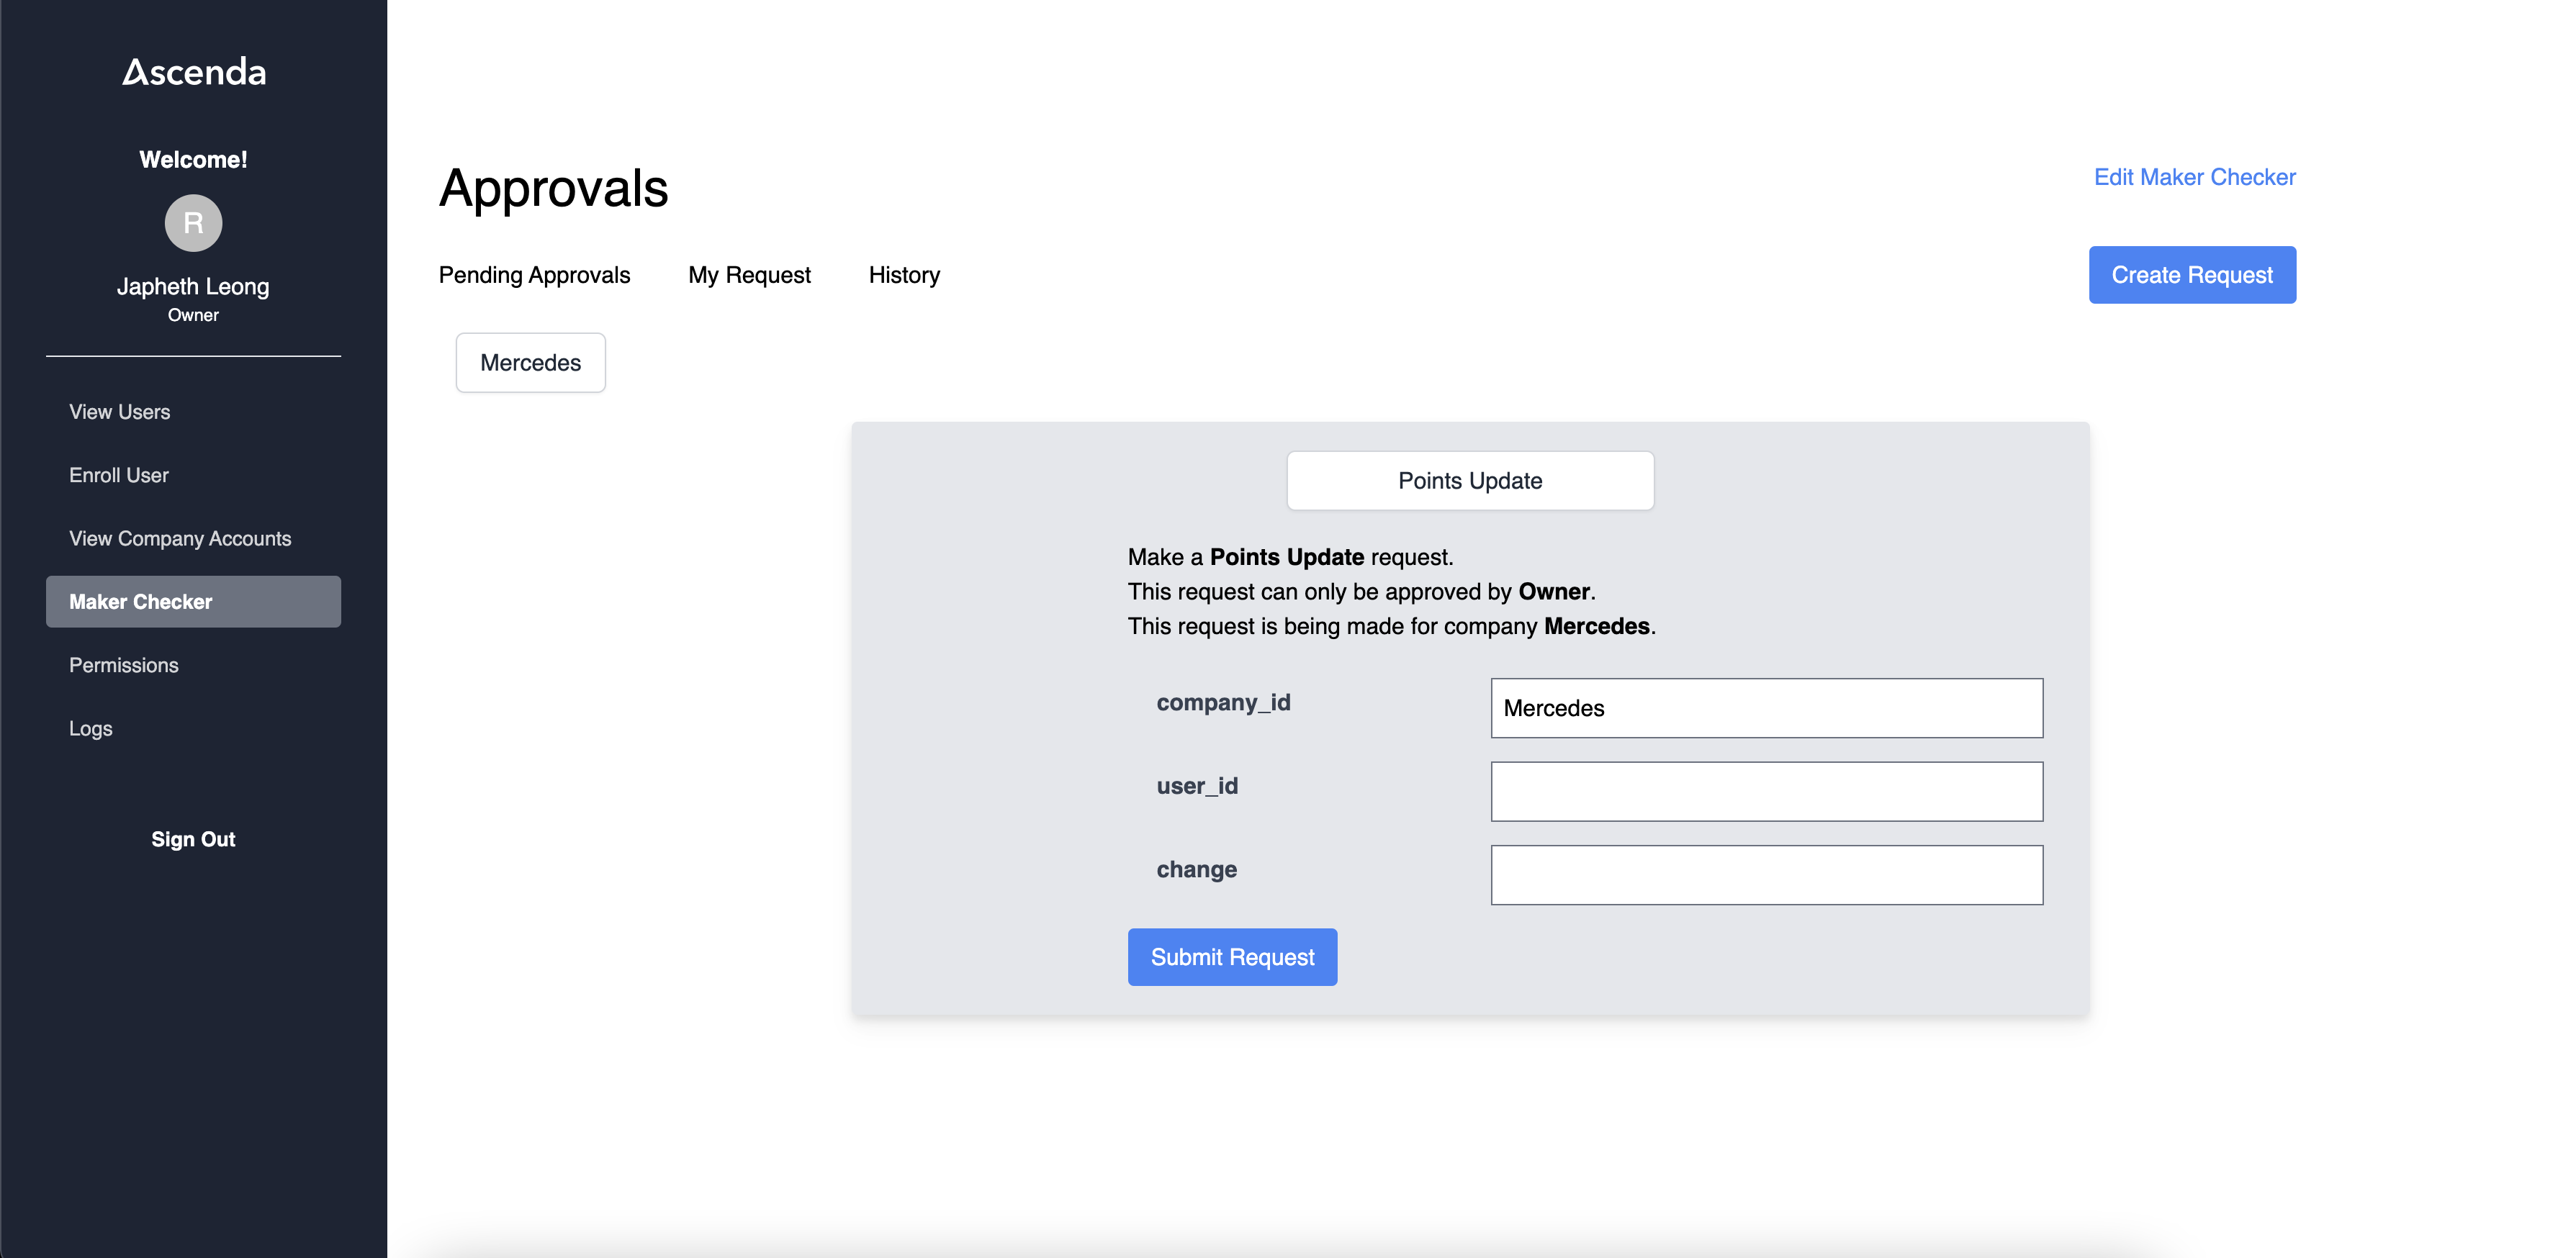 Ascenda
Welcome!
R
Japheth Leong
Owner
View Users
Enroll User
View Company Accounts
Maker Checker
Permissions
Logs
Sign Out
Approvals
Edit Maker Checker
Pending Approvals
My Request
History
Create Request
Mercedes
Points Update
Make a Points Update request.
This request can only be approved by Owner.
This request is being made for company Mercedes.
company_id
Mercedes
user_id
change
Submit Request